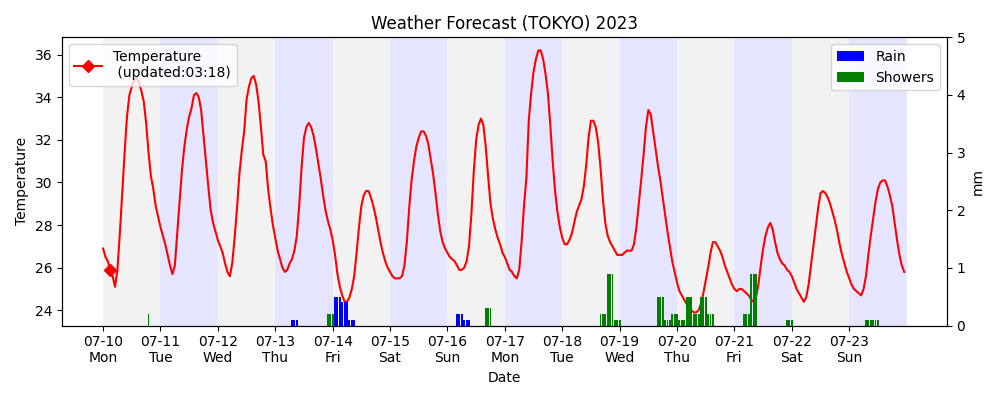 Weather Forecast (TOKYO) 2023
Temperature
(updated:03:18)
Rain
Showers
Temperature
36
34
32
30
28
26
24
5
4
3
2
1
0
mm
07-10 07-11 07-12 07-13 07-14 07-15 07-16 07-17 07-18 07-19 07-20 07-21 07-22 07-23
Mon Tue Wed Thu Fri Sat Sun Mon Tue Wed Thu Fri Sat Sun
Date